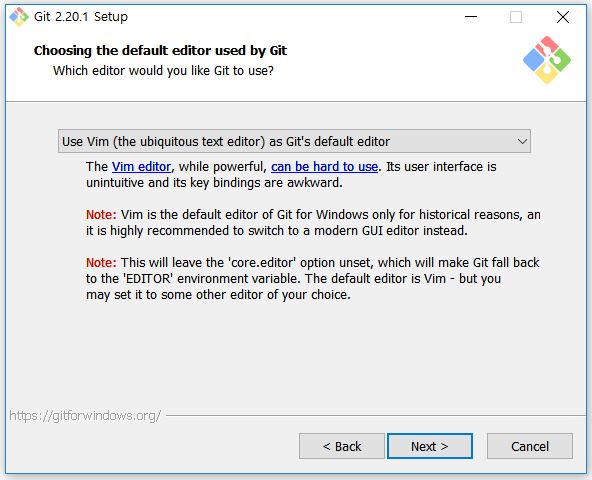 Git 2.20.1 Setup
Choosing the default editor used by Git
Which editor would you like Git to use?
Use Vim (the ubiquitous text editor) as Git's default editor
The Vim editor, while powerful, can be hard to use. Its user interface is
unintuitive and its key bindings are awkward.
Note: Vim is the default editor of Git for Windows only for historical reasons, an
it is highly recommended to switch to a modern GUI editor instead.
Note: This will leave the 'core.editor' option unset, which will make Git fall back
to the 'EDITOR' environment variable. The default editor is Vim - but you
may set it to some other editor of your choice.
https://gitforwindows.org/
< Back
Next >
Cancel